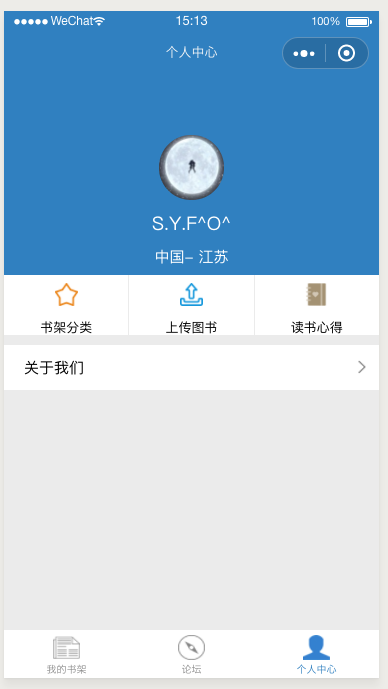 WeChat 15:13 100%
个人中心
S.Y.F^O^
中国- 江苏
书架分类 上传图书 读书心得
关于我们
我的书架 论坛 个人中心